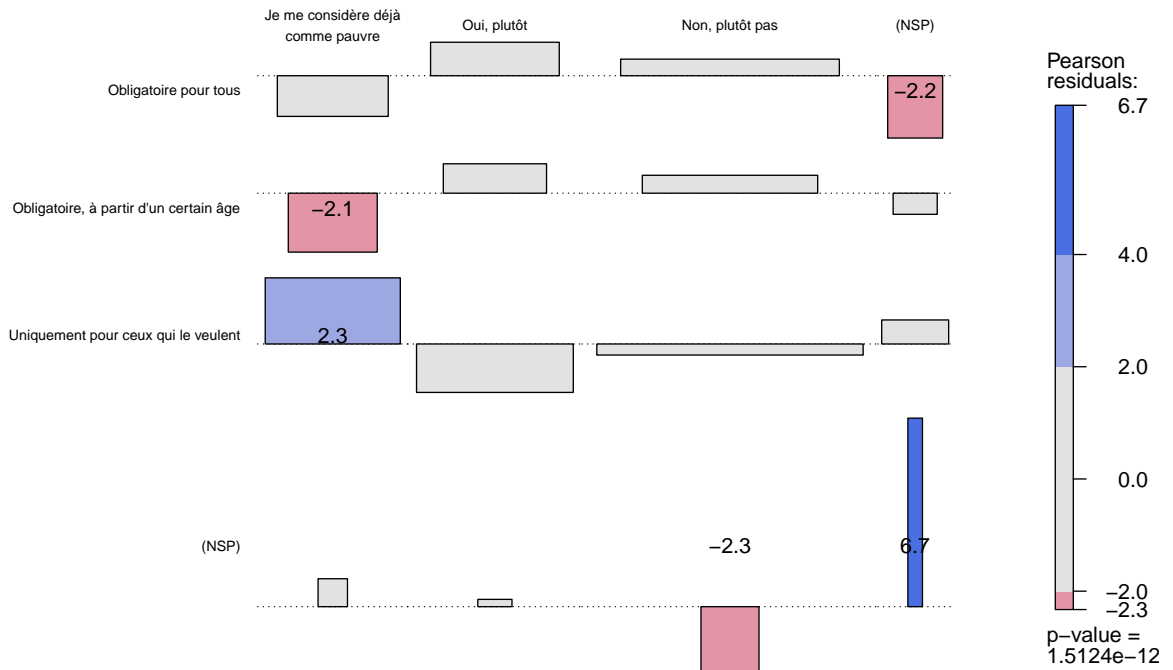 Je me considère déjà
comme pauvre
Oui, plutôt
Non, plutôt pas
(NSP)
Obligatoire pour tous
−2.2
Obligatoire, à partir d'un certain âge
−2.1
Uniquement pour ceux qui le veulent
2.3
(NSP)
−2.3
6.7
Pearson
residuals:
6.7
4.0
2.0
0.0
−2.0
−2.3
p−value =
1.5124e−12